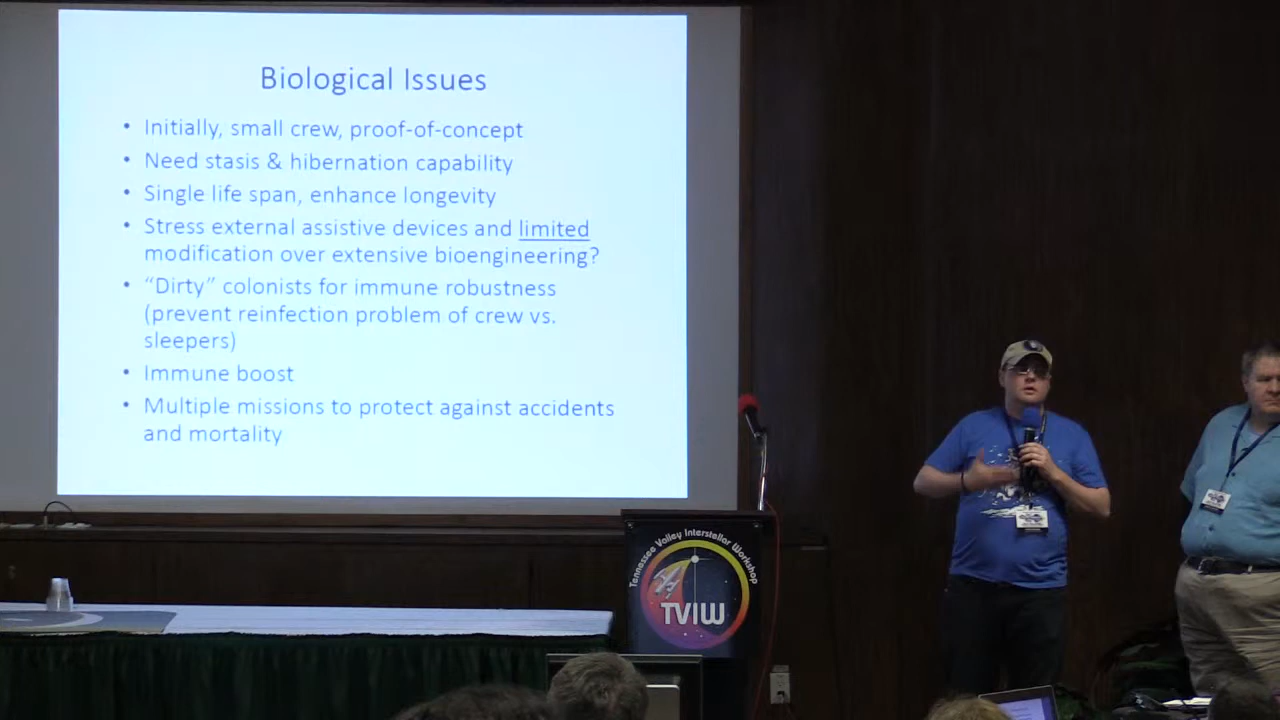 Biological Issues
• Initially, small crew, proof-of-concept
• Need stasis & hibernation capability
• Single life span, enhance longevity
• Stress external assistive devices and limited
modification over extensive bioengineering?
• “Dirty” colonists for immune robustness
(prevent reinfection problem of crew vs.
sleepers)
• Immune boost
• Multiple missions to protect against accidents
and mortality
Tennessee Valley Interstellar Workshop
TVIW